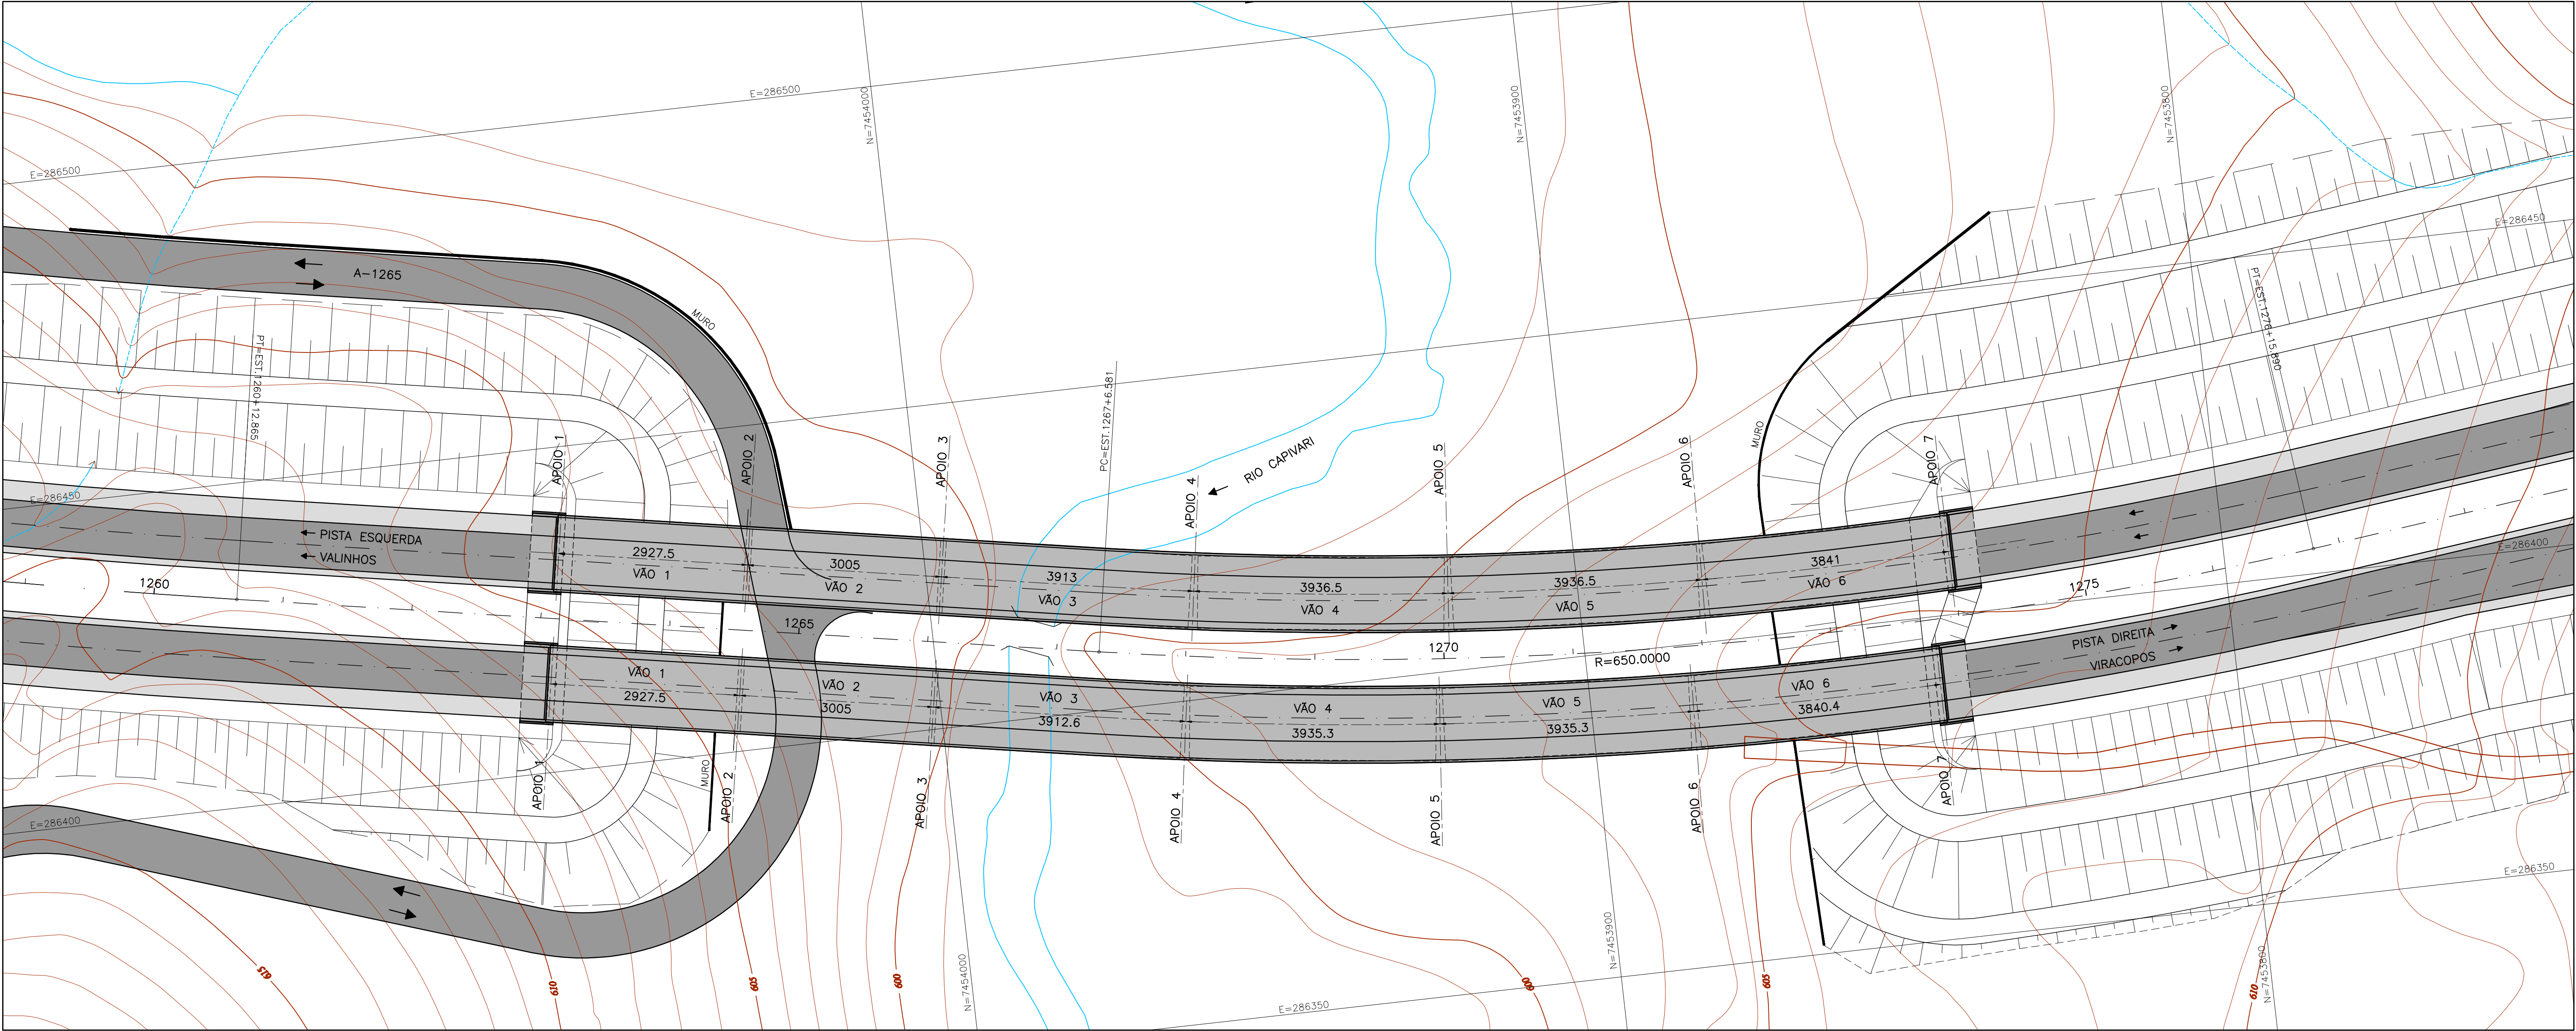 E=286500
N=7454000
N=7453900
N=7453800
E=286500
E=286450
A-1265
MURO
PT=EST.1260+12.865
PC=EST.1267+6.581
PT=EST.1276+15.890
RIO CAPIVARI
MURO
APOIO 1
APOIO 2
APOIO 3
APOIO 4
APOIO 5
APOIO 6
APOIO 7
E=286450
PISTA ESQUERDA
VALINHOS
2927.5
VÃO 1
3005
VÃO 2
3913
VÃO 3
3936.5
VÃO 4
3936.5
VÃO 5
3841
VÃO 6
E=286400
1260
1265
1270
R=650.0000
1275
PISTA DIREITA
VIRACOPOS
VÃO 1
2927.5
VÃO 2
3005
VÃO 3
3912.6
VÃO 4
3935.3
VÃO 5
3935.3
VÃO 6
3840.4
MURO
APOIO 1
APOIO 2
APOIO 3
APOIO 4
APOIO 5
APOIO 6
APOIO 7
E=286400
E=286350
615
610
605
600
N=7454000
E=286350
600
N=7453900
605
610
N=7453800